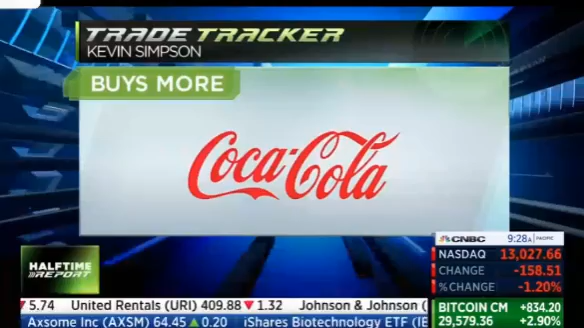 TRADE TRACKER
KEVIN SIMPSON
BUYS MORE
Coca-Cola
CNBC 9:28A PACIFIC
NASDAQ 13,027.66
CHANGE -158.51
% CHANGE -1.20%
HALFTIME
REPORT
▼5.74 United Rentals (URI) 409.88 ▼1.32 Johnson & Johnson (
BITCOIN CM +834.20
29,579.36 +2.90%
Axsome Inc (AXSM) 64.45 ▲0.20 iShares Biotechnology ETF (IE